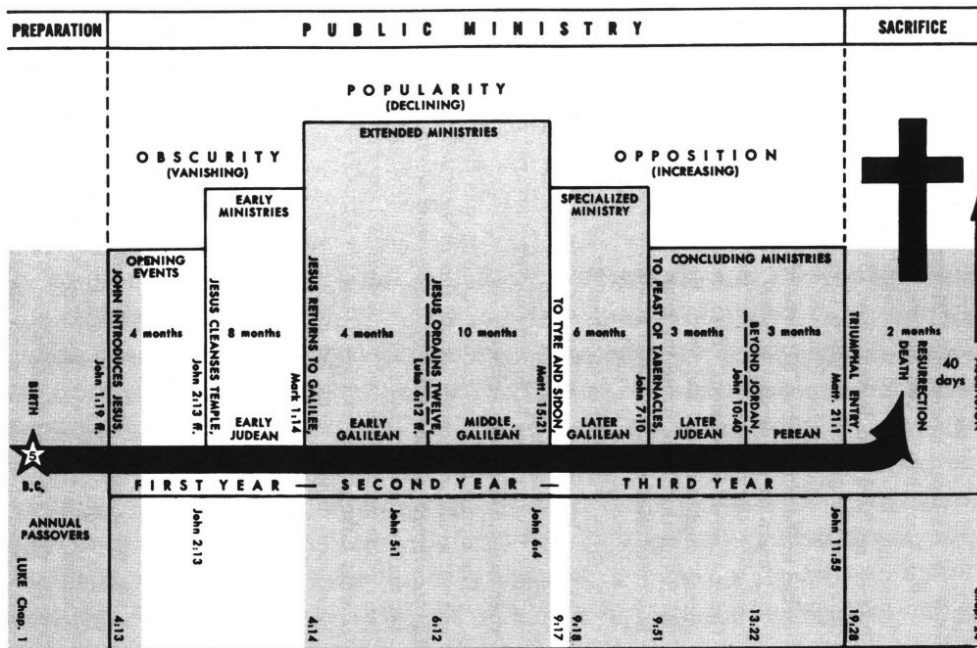 PREPARATION
PUBLIC MINISTRY
SACRIFICE
POPULARITY
(DECLINING)
EXTENDED MINISTRIES
OBSCURITY
(VANISHING)
OPPOSITION
(INCREASING)
EARLY
MINISTRIES
SPECIALIZED
MINISTRY
OPENING
EVENTS
CONCLUDING MINISTRIES
BIRTH
John 1:19 ff.
JOHN INTRODUCES JESUS,
4 months
John 2:13 ff.
JESUS CLEANSES TEMPLE,
8 months
EARLY
JUDEAN
Mark 1:14
JESUS RETURNS TO GALILEE,
4 months
EARLY
GALILEAN
Luke 6:12 ff.
JESUS ORDAINS TWELVE,
10 months
MIDDLE,
GALILEAN
Matt. 15:21
TO TYRE AND SIDON,
6 months
LATER
GALILEAN
John 7:10
TO FEAST OF TABERNACLES,
3 months
LATER
JUDEAN
John 10:40
BEYOND JORDAN,
3 months
PEREAN
Matt. 21:1
TRIUMPHAL ENTRY,
2 months
DEATH
RESURRECTION
40
days
5
B.C,
FIRST YEAR — SECOND YEAR — THIRD YEAR
ANNUAL
PASSOVERS
John 2:13
John 5:1
John 6:4
John 11:55
LUKE Chap. 1
4:13
4:14
6:12
9:17
9:18
9:51
13:22
19:28